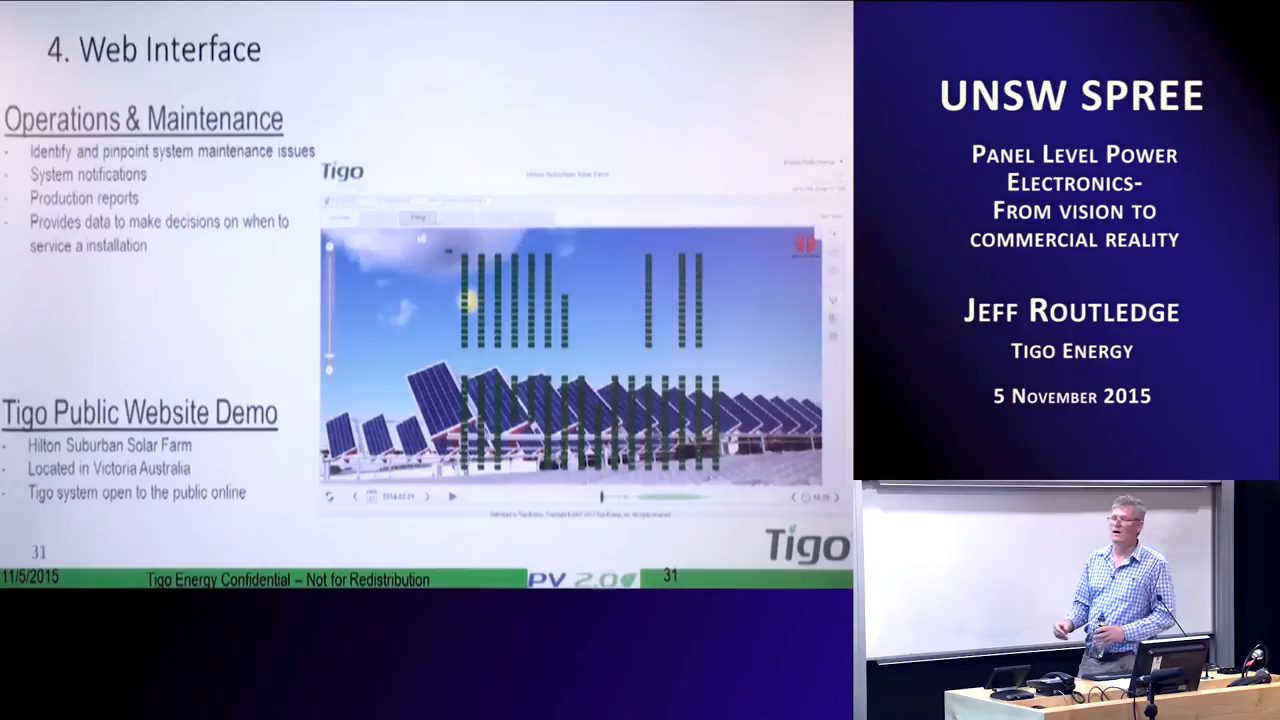 4. Web Interface
Operations & Maintenance
- Identify and pinpoint system maintenance issues
- System notifications
- Production reports
- Provides data to make decisions on when to
service a installation
Tigo
Hilton Suburban Solar Farm
Tigo Public Website Demo
- Hilton Suburban Solar Farm
- Located in Victoria Australia
- Tigo system open to the public online
31
Tigo
11/5/2015
Tigo Energy Confidential – Not for Redistribution
PV 2.0
31
UNSW SPREE
PANEL LEVEL POWER
ELECTRONICS-
FROM VISION TO
COMMERCIAL REALITY
JEFF ROUTLEDGE
TIGO ENERGY
5 NOVEMBER 2015